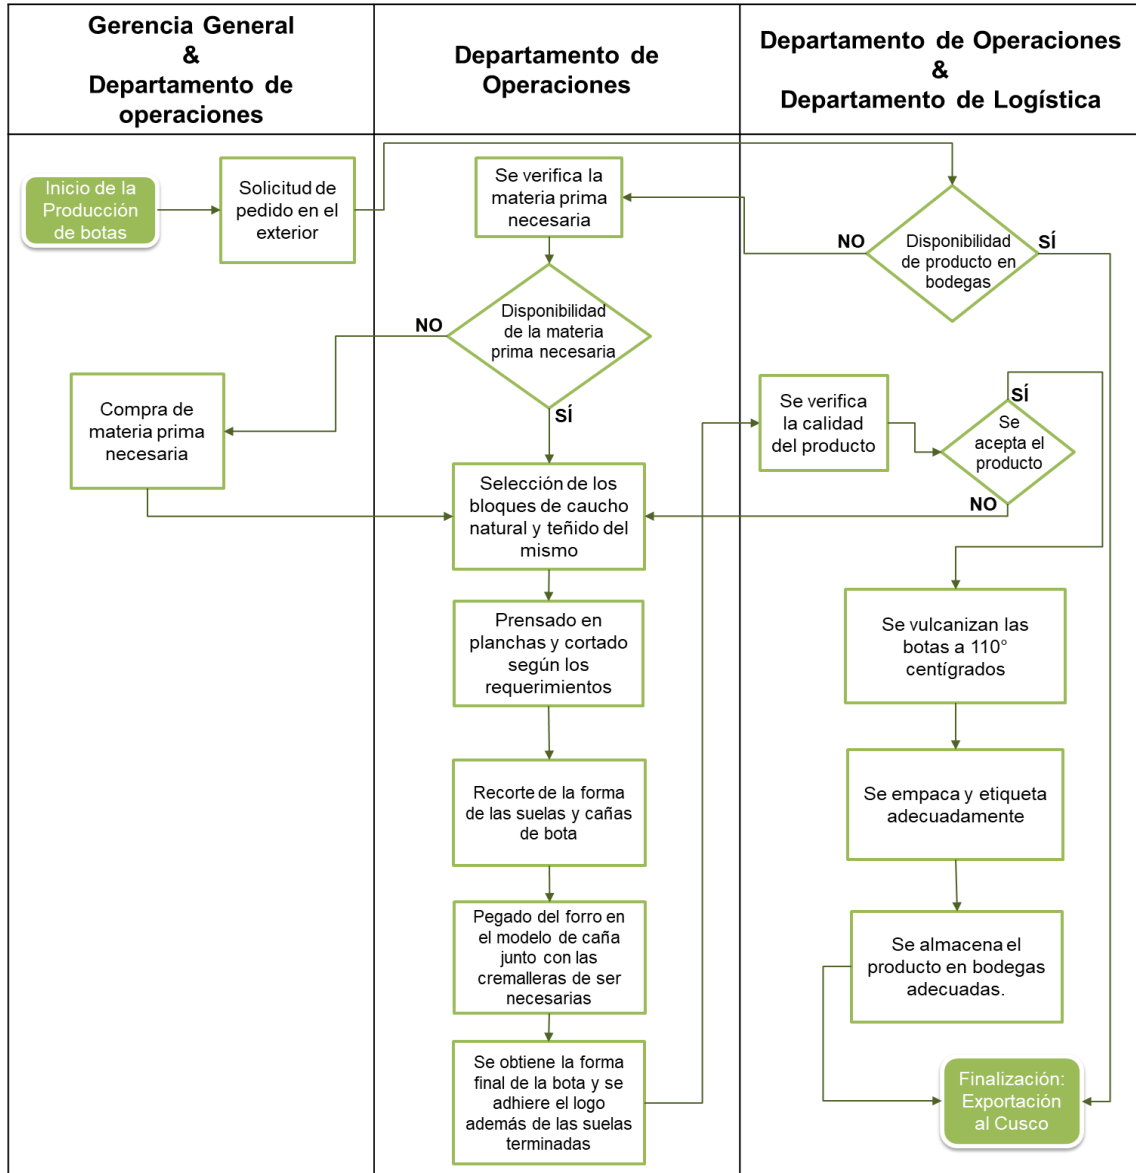 Gerencia General
&
Departamento de
operaciones
Departamento de
Operaciones
Departamento de Operaciones
&
Departamento de Logística
Inicio de la
Producción
de botas
Solicitud de
pedido en el
exterior
Se verifica la
materia prima
necesaria
NO
Disponibilidad
de producto en
bodegas
SÍ
NO
Disponibilidad
de la materia
prima necesaria
SÍ
Compra de
materia prima
necesaria
Se verifica
la calidad
del producto
SÍ
Se
acepta el
producto
NO
Selección de los
bloques de caucho
natural y teñido del
mismo
Prensado en
planchas y cortado
según los
requerimientos
Se vulcanizan las
botas a 110°
centígrados
Recorte de la forma
de las suelas y cañas
de bota
Se empaca y etiqueta
adecuadamente
Pegado del forro en
el modelo de caña
junto con las
cremalleras de ser
necesarias
Se almacena el
producto en bodegas
adecuadas.
Se obtiene la forma
final de la bota y se
adhiere el logo
además de las suelas
terminadas
Finalización:
Exportación
al Cusco